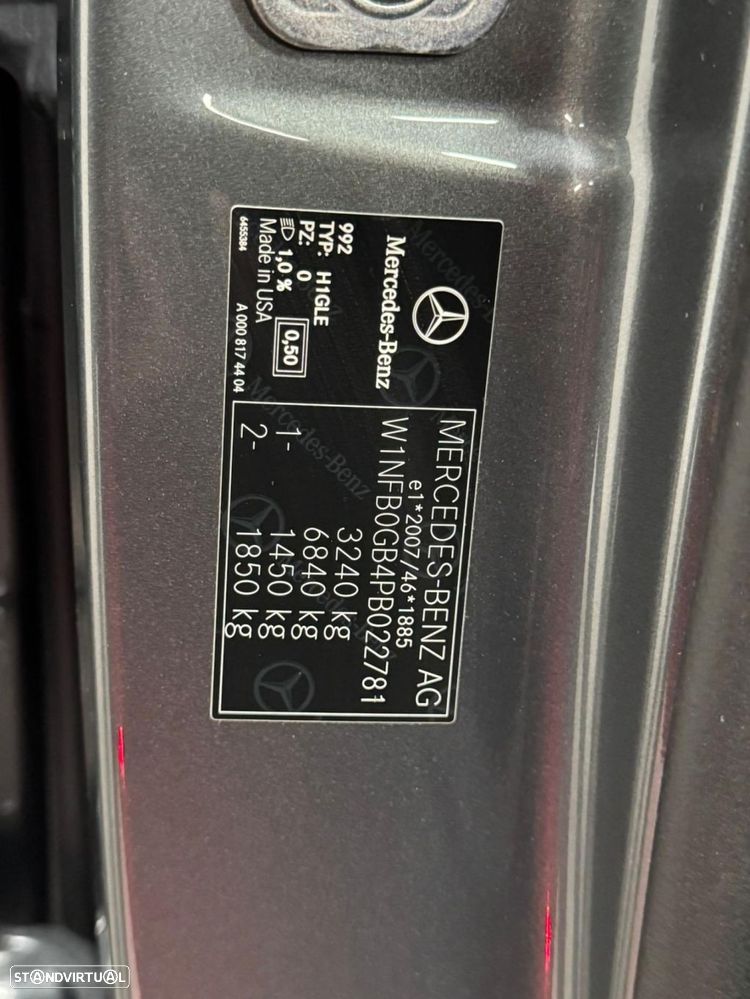 Mercedes-Benz
992
TYP: H1GLE
PZ: 0
1,0 %
0,50
Made in USA
6455384
A 000 817 44 04
MERCEDES-BENZ AG
e1*2007/46*1885
W1NFB0GB4PB022781
3240 kg
6840 kg
1- 1450 kg
2- 1850 kg
STANDVIRTUAL